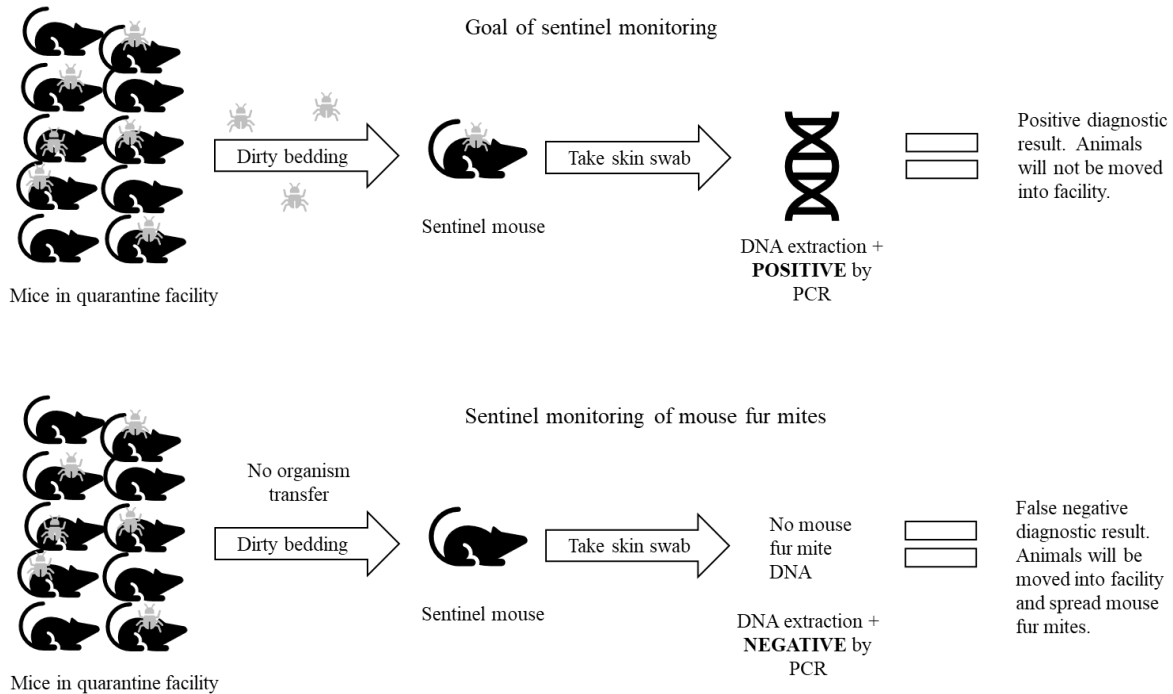 Goal of sentinel monitoring
Dirty bedding
Take skin swab
Positive diagnostic
result.  Animals
will not be moved
into facility.
Sentinel mouse
DNA extraction +
POSITIVE by
PCR
Mice in quarantine facility
Sentinel monitoring of mouse fur mites
No organism
transfer
Dirty bedding
Take skin swab
No mouse
fur mite
DNA
False negative
diagnostic result.
Animals will be
moved into facility
and spread mouse
fur mites.
Sentinel mouse
DNA extraction +
NEGATIVE by
PCR
Mice in quarantine facility